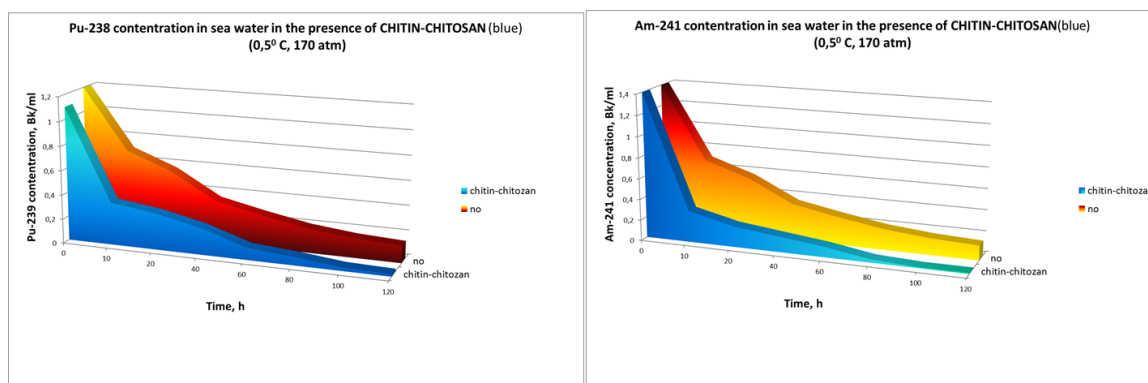 Pu-238 contentration in sea water in the presence of CHITIN-CHITOSAN (blue)
(0,5⁰ C, 170 atm)
Pu-239 contentration, Bk/ml
1,2
1
0,8
0,6
0,4
0,2
0
0
10
20
40
60
80
100
120
no
chitin-chitozan
Time, h
chitin-chitozan
no
Am-241 contentration in sea water in the presence of CHITIN-CHITOSAN(blue)
(0,5⁰ C, 170 atm)
Am-241 concentration, Bk/ml
1,4
1,2
1
0,8
0,6
0,4
0,2
0
0
10
20
40
60
80
100
120
no
chitin-chitozan
Time, h
chitin-chitoza
no